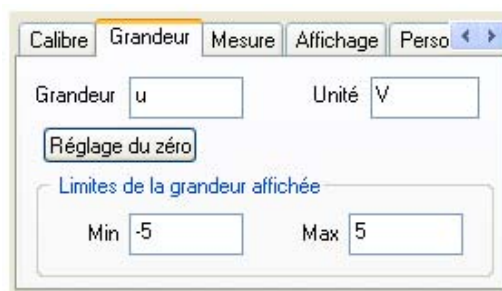 Calibre Grandeur Mesure Affichage Perso
Grandeur u Unité V
Réglage du zéro
Limites de la grandeur affichée
Min -5 Max 5